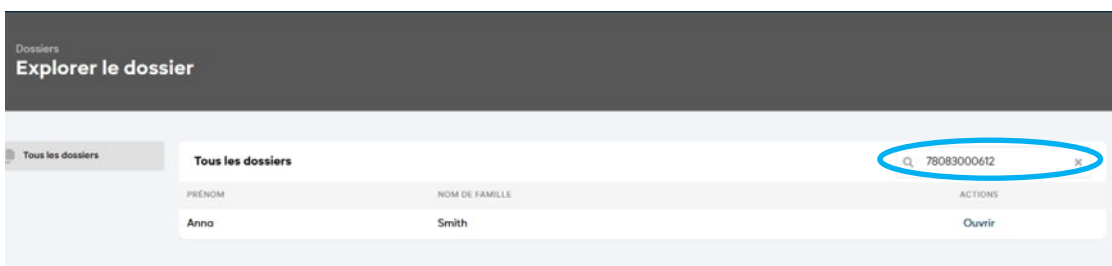 Dossiers
Explorer le dossier
Tous les dossiers
Tous les dossiers 78083000612 ×
PRÉNOM NOM DE FAMILLE ACTIONS
Anna Smith Ouvrir